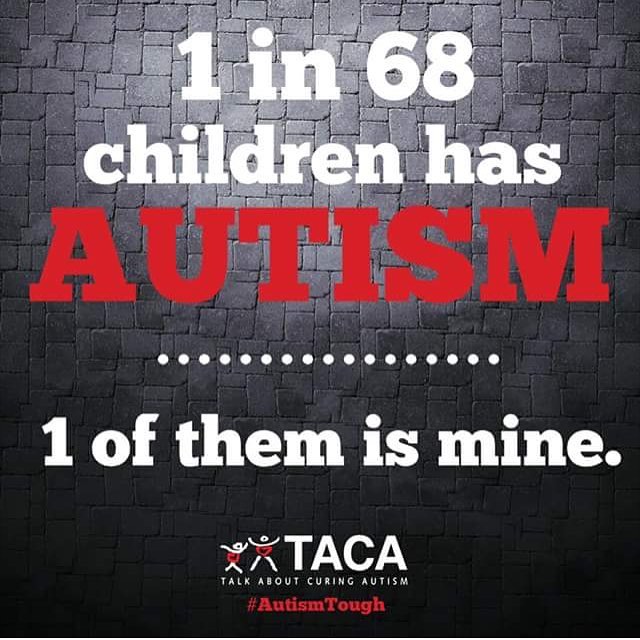 1 in 68
children has
AUTISM
1 of them is mine.
TACA
TALK ABOUT CURING AUTISM
#AutismTough